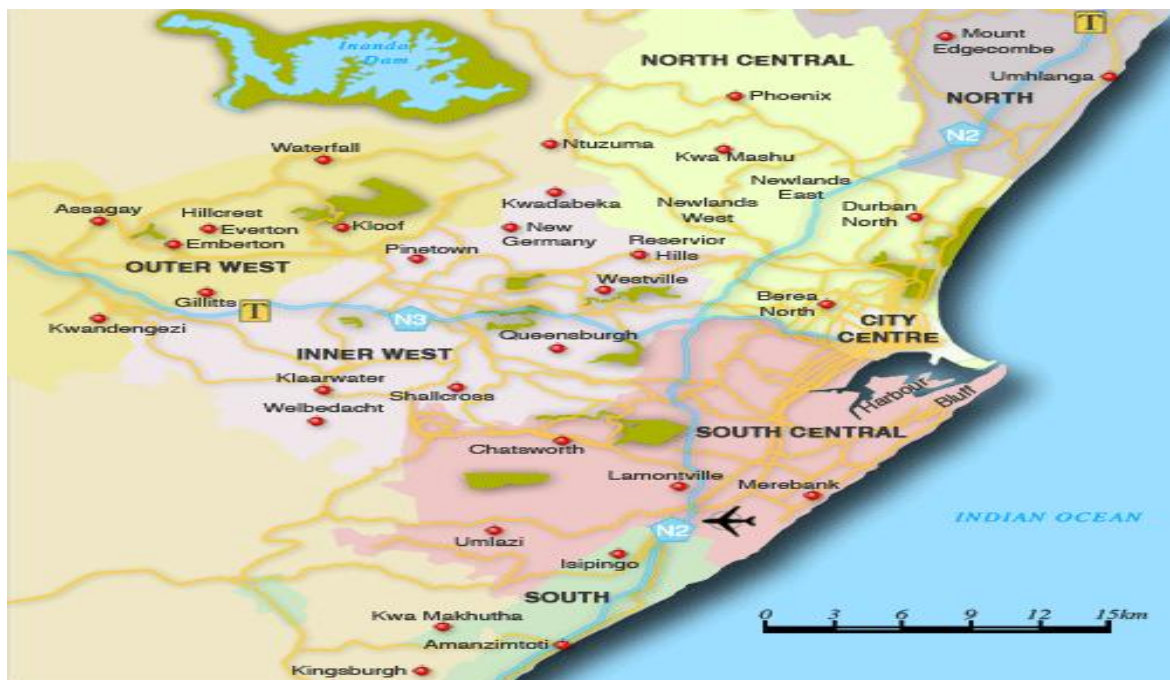 Inanda
Dam
NORTH CENTRAL
Phoenix
T
Mount
Edgecombe
Umhlanga
NORTH
N2
Waterfall
Ntuzuma
Kwa Mashu
Newlands
East
Newlands
West
Durban
North
Assagay
Hillcrest
Everton
Emberton
Kloof
Kwadabeka
New
Germany
Pinetown
Reservior
Hills
Westville
OUTER WEST
Gillitts
T
Kwandengezi
N3
Queensburgh
Berea
North
CITY
CENTRE
INNER WEST
Klaarwater
Shallcross
Welbedacht
Harbour
Bluff
SOUTH CENTRAL
Chatsworth
Lamontville
Merebank
N2
Umlazi
Isipingo
INDIAN OCEAN
SOUTH
Kwa Makhutha
Amanzimtoti
Kingsburgh
0 3 6 9 12 15km